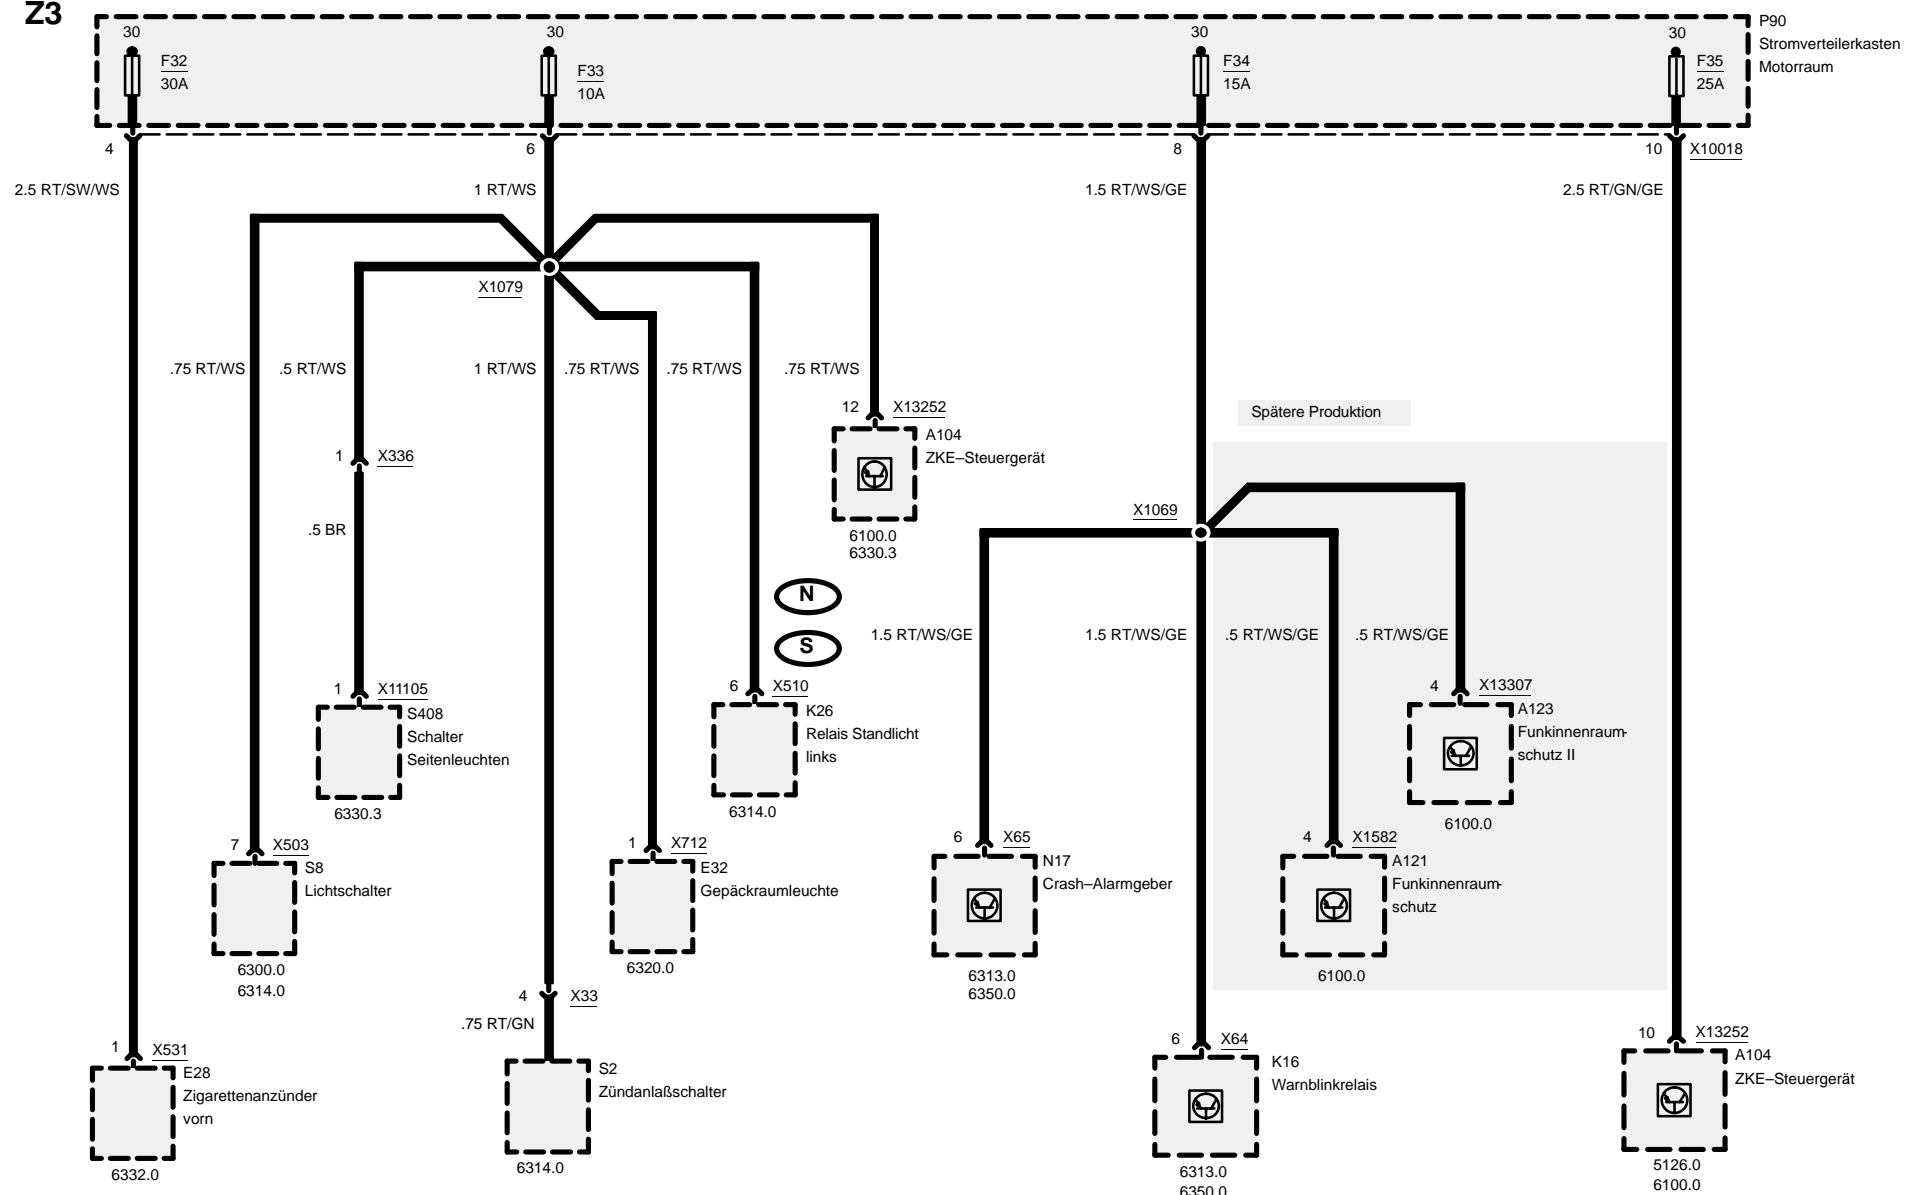 Z3
30
30
30
30
P90
Stromverteilerkasten
Motorraum
F32
30A
F33
10A
F34
15A
F35
25A
4
6
8
10
X10018
2.5 RT/SW/WS
1 RT/WS
1.5 RT/WS/GE
2.5 RT/GN/GE
X1079
.75 RT/WS
.5 RT/WS
1 RT/WS
.75 RT/WS
.75 RT/WS
.75 RT/WS
12
X13252
A104
ZKE–Steuergerät
6100.0
6330.3
Spätere Produktion
1
X336
.5 BR
X1069
N
S
1.5 RT/WS/GE
1.5 RT/WS/GE
.5 RT/WS/GE
.5 RT/WS/GE
1
X11105
S408
Schalter
Seitenleuchten
6330.3
6
X510
K26
Relais Standlicht
links
6314.0
4
X13307
A123
Funkinnenraum-
schutz II
6100.0
7
X503
S8
Lichtschalter
6300.0
6314.0
1
X712
E32
Gepäckraumleuchte
6320.0
6
X65
N17
Crash–Alarmgeber
6313.0
6350.0
4
X1582
A121
Funkinnenraum-
schutz
6100.0
4
X33
.75 RT/GN
1
X531
E28
Zigarettenanzünder
vorn
6332.0
S2
Zündanlaßschalter
6314.0
6
X64
K16
Warnblinkrelais
6313.0
6350.0
10
X13252
A104
ZKE–Steuergerät
5126.0
6100.0